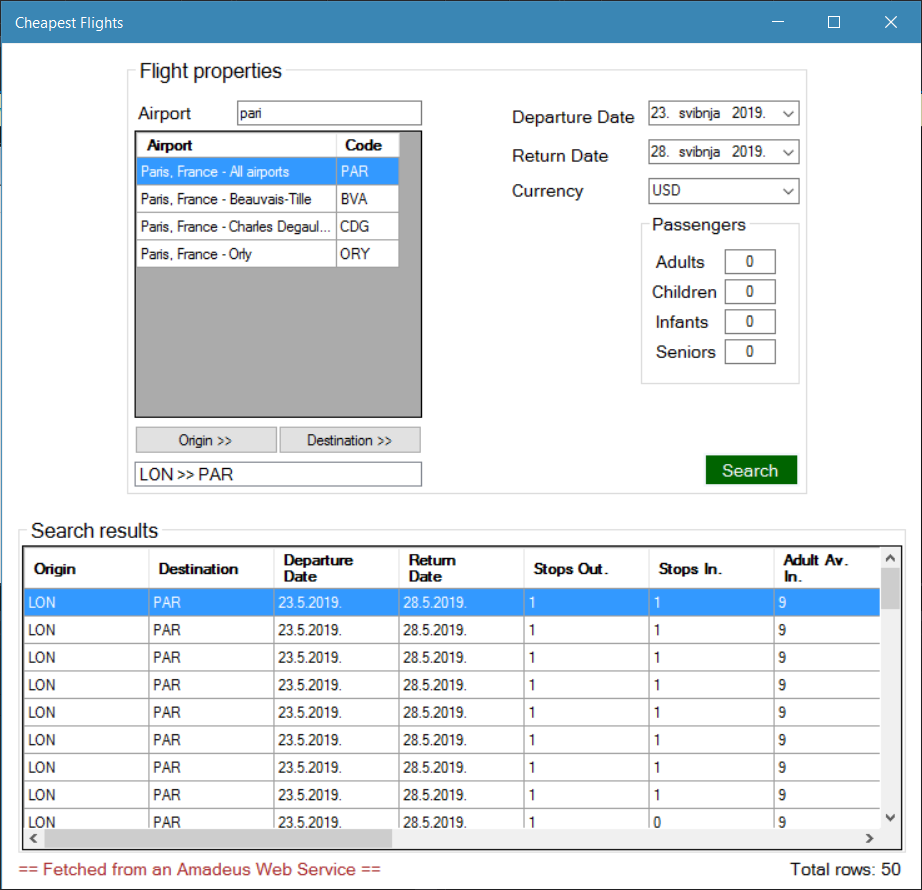 Cheapest Flights
Flight properties
Airport pari
Airport Code
Paris, France - All airports PAR
Paris, France - Beauvais-Tille BVA
Paris, France - Charles Degaul... CDG
Paris, France - Orly ORY
Origin >> Destination >>
LON >> PAR
Departure Date 23. svibnja 2019.
Return Date 28. svibnja 2019.
Currency USD
Passengers
Adults 0
Children 0
Infants 0
Seniors 0
Search
Search results
Origin Destination Departure Date Return Date Stops Out. Stops In. Adult Av. In.
LON PAR 23.5.2019. 28.5.2019. 1 1 9
LON PAR 23.5.2019. 28.5.2019. 1 1 9
LON PAR 23.5.2019. 28.5.2019. 1 1 9
LON PAR 23.5.2019. 28.5.2019. 1 1 9
LON PAR 23.5.2019. 28.5.2019. 1 1 9
LON PAR 23.5.2019. 28.5.2019. 1 1 9
LON PAR 23.5.2019. 28.5.2019. 1 1 9
LON PAR 23.5.2019. 28.5.2019. 1 1 9
LON PAR 23.5.2019. 28.5.2019. 1 0 9
== Fetched from an Amadeus Web Service == Total rows: 50